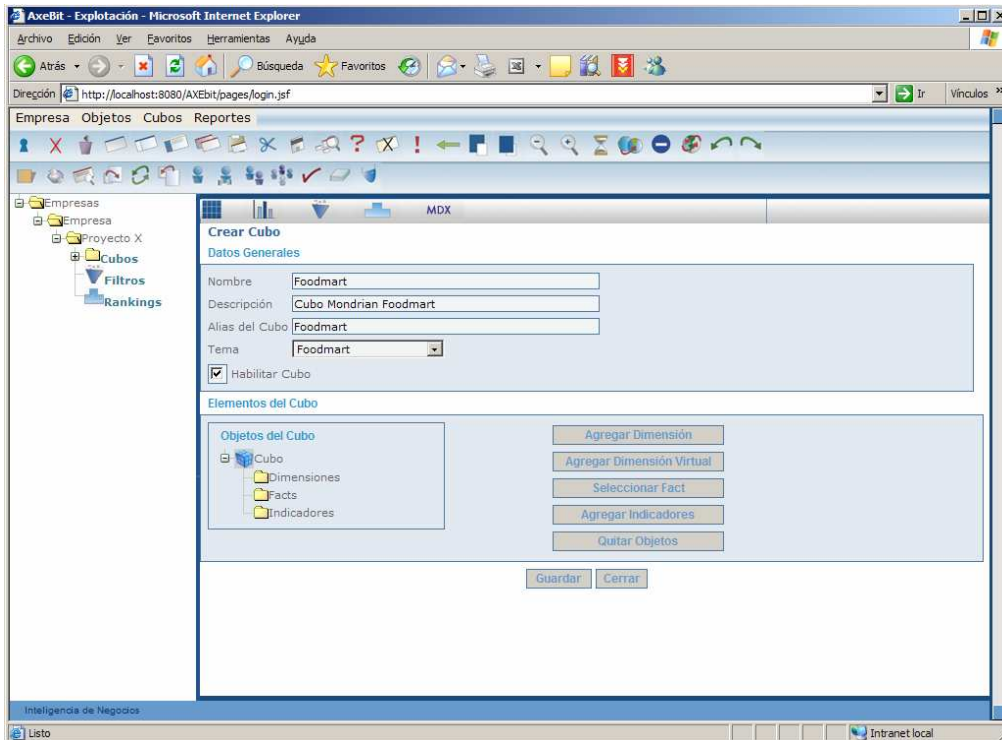 AxeBit - Explotación - Microsoft Internet Explorer
Archivo Edición Ver Favoritos Herramientas Ayuda
Atrás Búsqueda Favoritos
Dirección http://localhost:8080/AXEbit/pages/login.jsf Ir Vínculos »
Empresa Objetos Cubos Reportes
Empresas
Empresa
Proyecto X
Cubos
Filtros
Rankings
MDX
Crear Cubo
Datos Generales
Nombre Foodmart
Descripción Cubo Mondrian Foodmart
Alias del Cubo Foodmart
Tema Foodmart
Habilitar Cubo
Elementos del Cubo
Objetos del Cubo
Cubo
Dimensiones
Facts
Indicadores
Agregar Dimensión
Agregar Dimensión Virtual
Seleccionar Fact
Agregar Indicadores
Quitar Objetos
Guardar Cerrar
Inteligencia de Negocios
Listo Intranet local